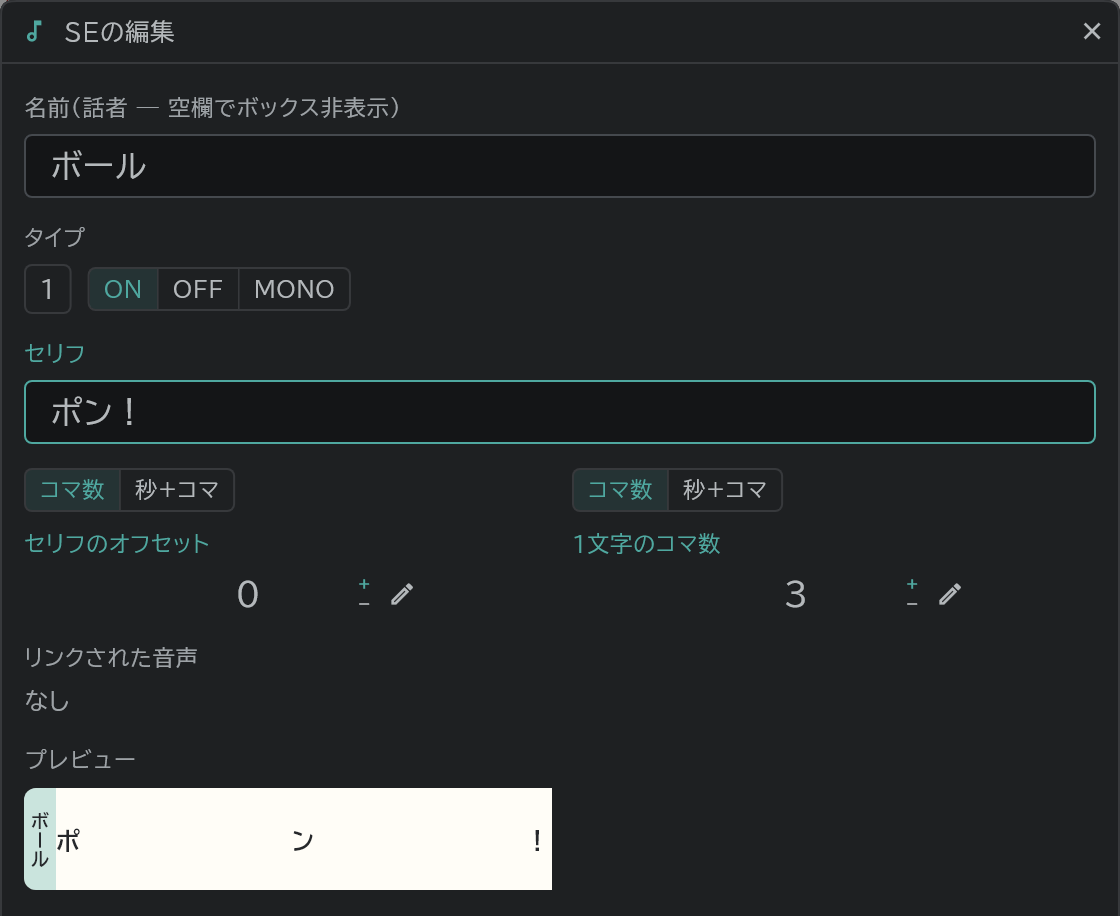 SEの編集
名前(話者 ― 空欄でボックス非表示)
ボール
タイプ
1 ON OFF MONO
セリフ
ポン!
コマ数 秒+コマ コマ数 秒+コマ
セリフのオフセット 1文字のコマ数
0 + − 3 + −
リンクされた音声
なし
プレビュー
ボール ポ ン !